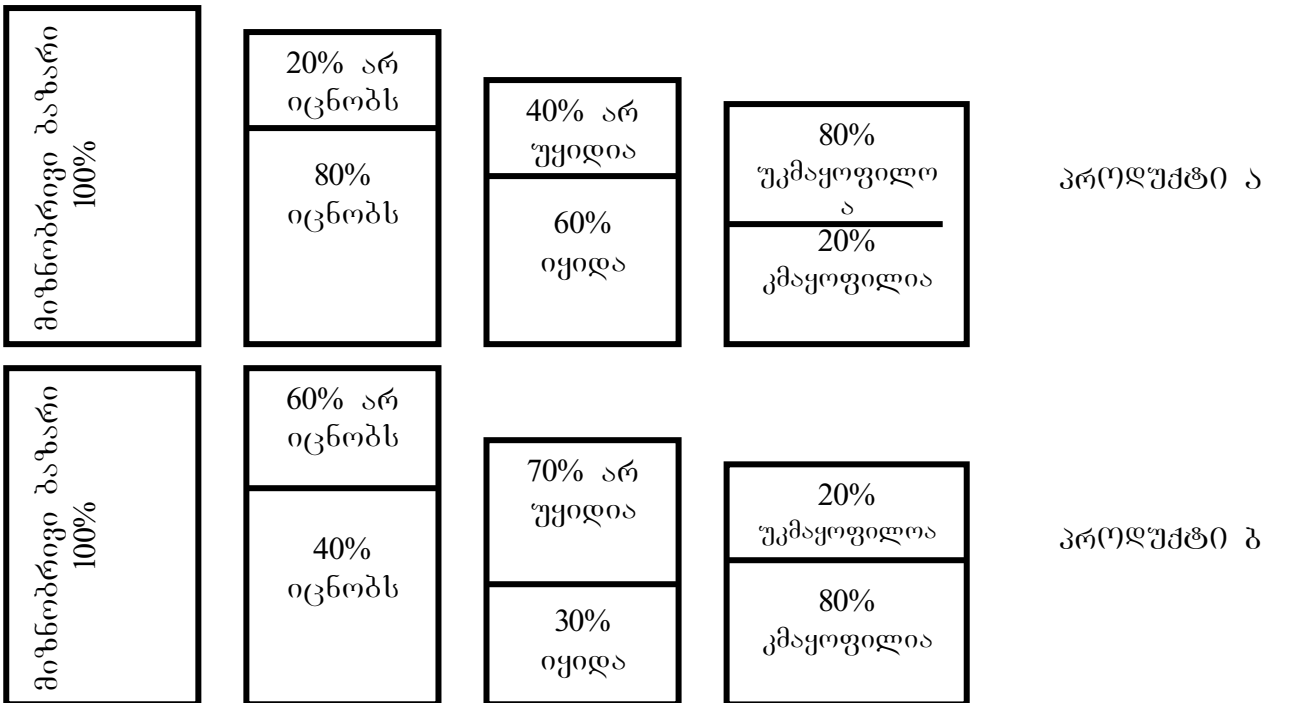 მიზნობრივი ბაზარი
100%
20% არ
იცნობს
80%
იცნობს
40% არ
უყიდია
60%
იყიდა
80%
უკმაყოფილო
ა
20%
კმაყოფილია
პროდუქტი ა
მიზნობრივი ბაზარი
100%
60% არ
იცნობს
40%
იცნობს
70% არ
უყიდია
30%
იყიდა
20%
უკმაყოფილოა
80%
კმაყოფილია
პროდუქტი ბ